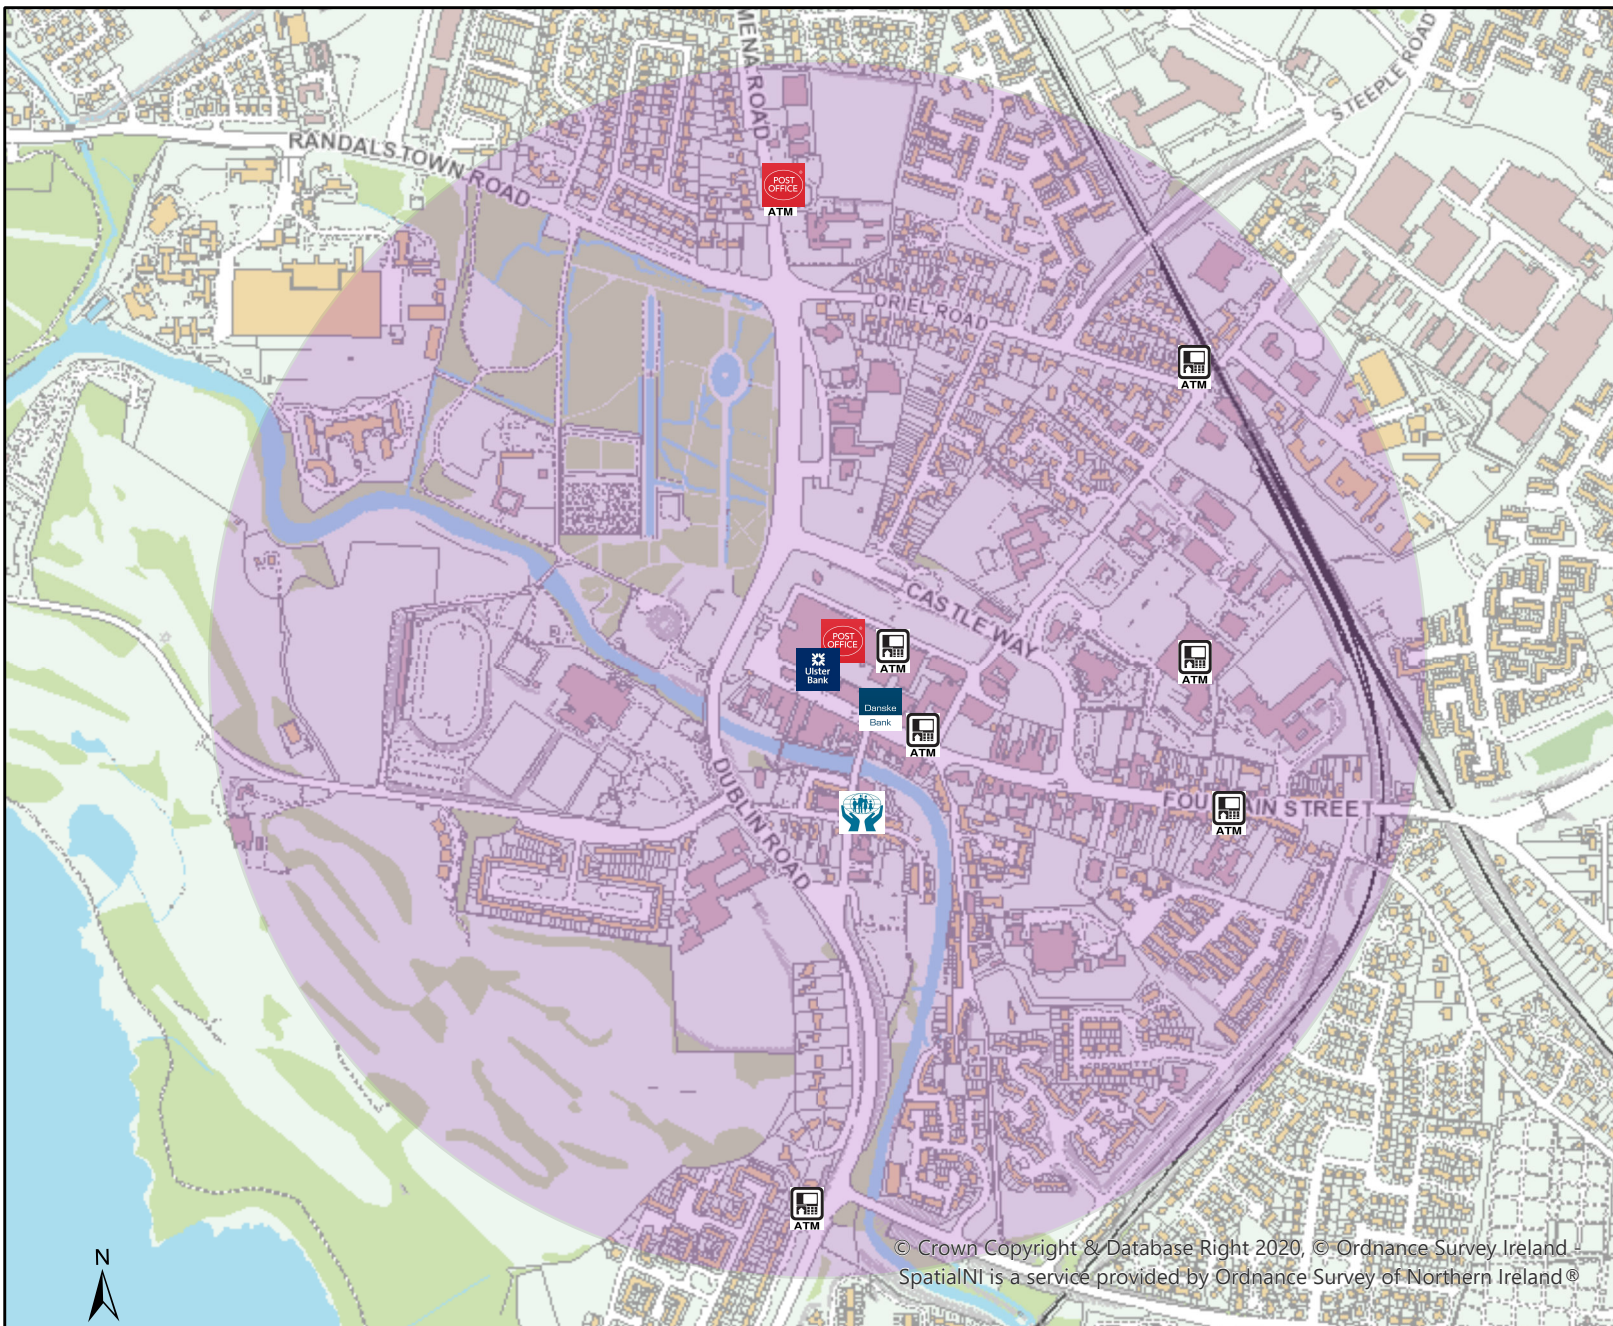 MENA ROAD
STEEPLE ROAD
RANDALSTOWN ROAD
POST
OFFICE
ATM
ORIEL ROAD
ATM
CASTLE WAY
POST
OFFICE
ATM
Ulster
Bank
ATM
Danske
Bank
ATM
DUBLIN ROAD
FOUNTAIN STREET
ATM
ATM
N
© Crown Copyright & Database Right 2020, © Ordnance Survey Ireland -
SpatialNI is a service provided by Ordnance Survey of Northern Ireland®